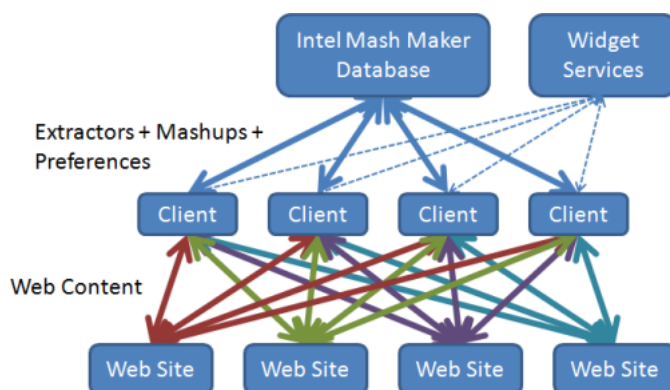 Intel Mash Maker
Database
Widget
Services
Extractors + Mashups +
Preferences
Client
Client
Client
Client
Web Content
Web Site
Web Site
Web Site
Web Site